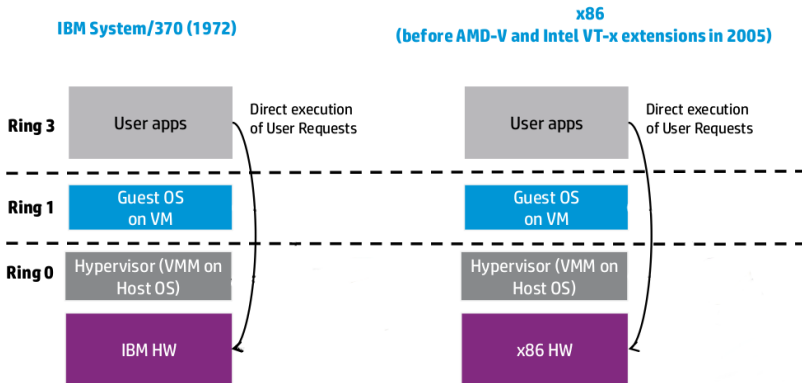 IBM System/370 (1972)
x86
(before AMD-V and Intel VT-x extensions in 2005)
Ring 3
User apps
Direct execution
of User Requests
User apps
Direct execution
of User Requests
Ring 1
Guest OS
on VM
Guest OS
on VM
Ring 0
Hypervisor (VMM on
Host OS)
Hypervisor (VMM on
Host OS)
IBM HW
x86 HW